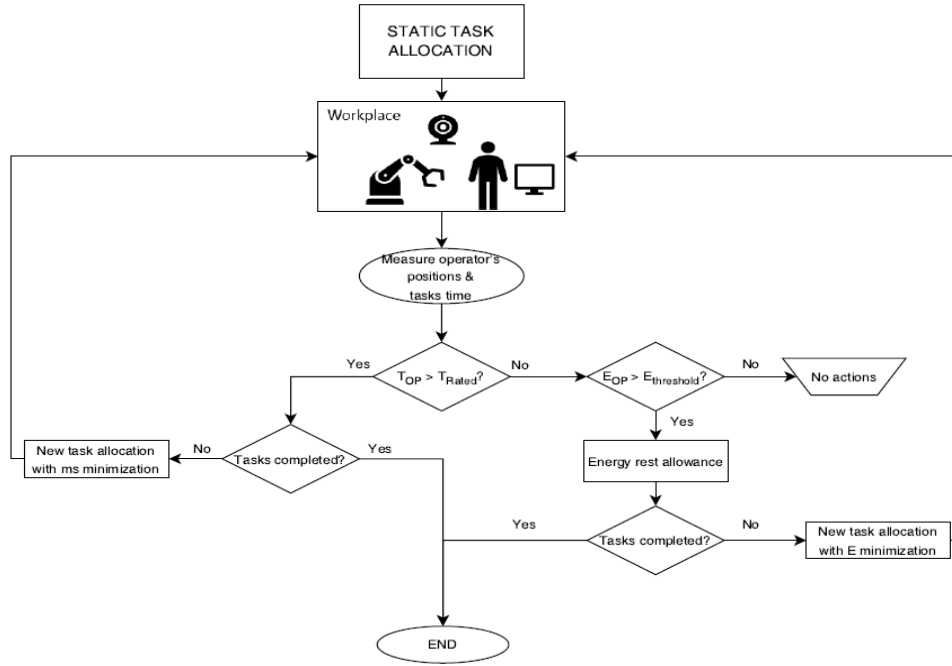 STATIC TASK
ALLOCATION
Workplace
Measure operator's
positions &
tasks time
Yes
T_OP > T_Rated?
No
E_OP > E_threshold?
No
No actions
Yes
New task allocation
with ms minimization
No
Tasks completed?
Yes
Energy rest allowance
Yes
Tasks completed?
No
New task allocation
with E minimization
END